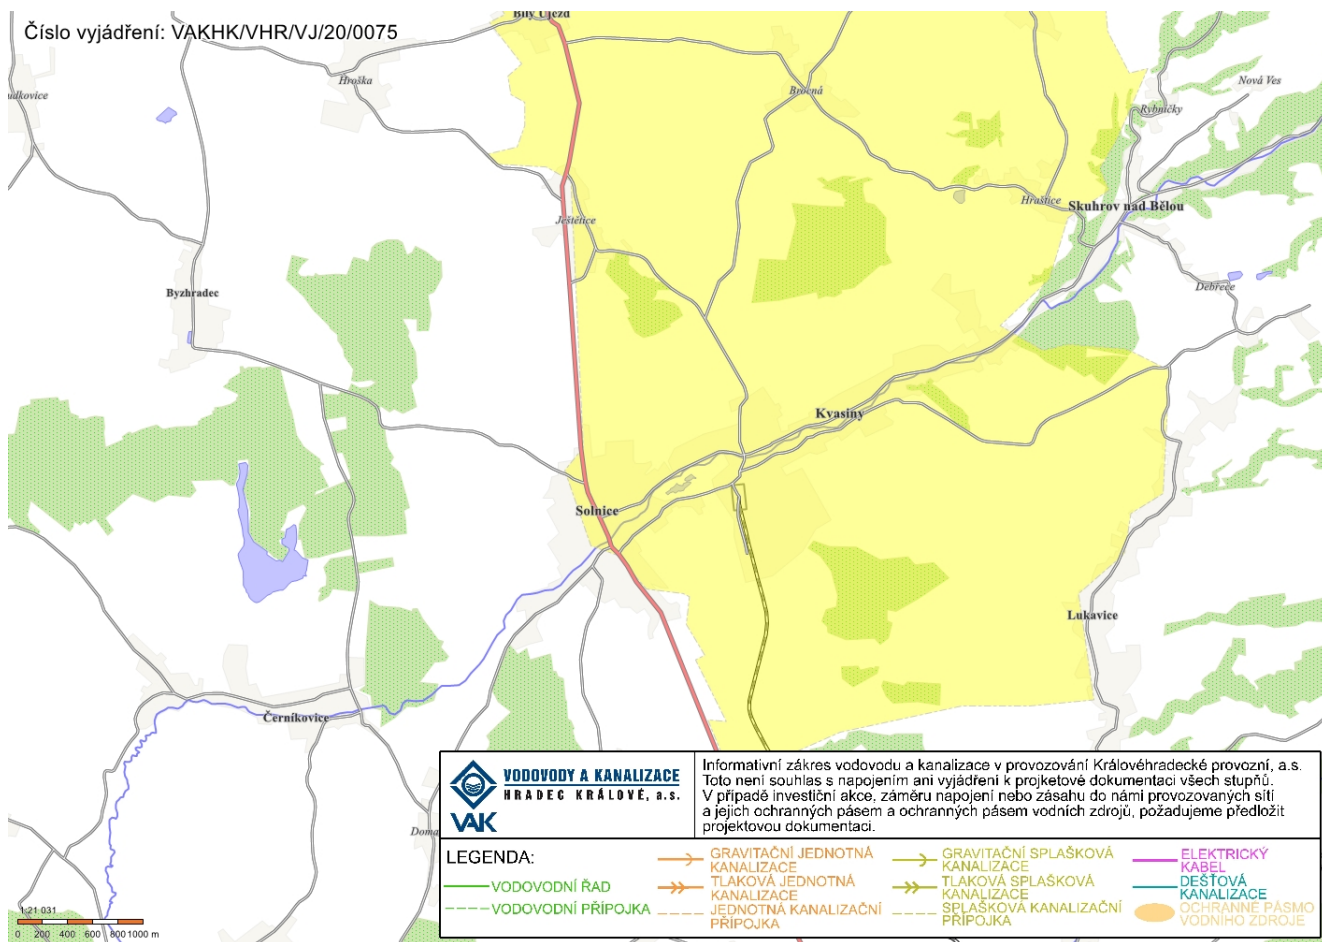 Číslo vyjádření: VAKHK/VHR/VJ/20/0075
Bílý Újezd
Hroška
Brocná
Nová Ves
Rybníčky
Hraštice
Skuhrov nad Bělou
Ještětice
Debřece
Byzhradec
Kvasiny
Solnice
Lukavice
Černíkovice
VODOVODY A KANALIZACE
HRADEC KRÁLOVÉ, a.s.
VAK
Informativní zákres vodovodu a kanalizace v provozování Královéhradecké provozní, a.s.
Toto není souhlas s napojením ani vyjádření k projketové dokumentaci všech stupňů.
V případě investiční akce, záměru napojení nebo zásahu do námi provozovaných sítí
a jejich ochranných pásem a ochranných pásem vodních zdrojů, požadujeme předložit
projektovou dokumentaci.
LEGENDA:
VODOVODNÍ ŘAD
VODOVODNÍ PŘÍPOJKA
GRAVITAČNÍ JEDNOTNÁ
KANALIZACE
TLAKOVÁ JEDNOTNÁ
KANALIZACE
JEDNOTNÁ KANALIZAČNÍ
PŘÍPOJKA
GRAVITAČNÍ SPLAŠKOVÁ
KANALIZACE
TLAKOVÁ SPLAŠKOVÁ
KANALIZACE
SPLAŠKOVÁ KANALIZAČNÍ
PŘÍPOJKA
ELEKTRICKÝ
KABEL
DEŠŤOVÁ
KANALIZACE
OCHRANNÉ PÁSMO
VODNÍHO ZDROJE
1:21 031
0 200 400 600 800 1000 m